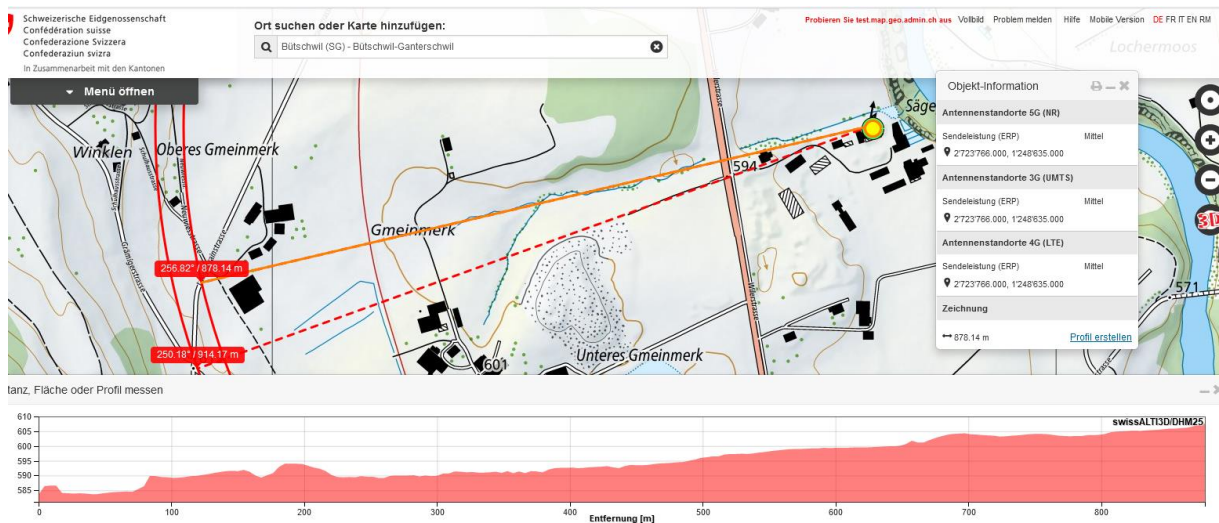 Schweizerische Eidgenossenschaft
Confédération suisse
Confederazione Svizzera
Confederaziun svizra
In Zusammenarbeit mit den Kantonen
Ort suchen oder Karte hinzufügen:
Bütschwil (SG) - Bütschwil-Ganterschwil
Probieren Sie test.map.geo.admin.ch aus Vollbild Problem melden Hilfe Mobile Version DE FR IT EN RM
Lochermoos
Menü öffnen
Winklen
Oberes Gmeinmerk
Gmeinmerk
Unteres Gmeinmerk
Säge
594
601
571
Schulhausstrasse
Grämigerstrasse
Wilerstrasse
256.82° / 878.14 m
250.18° / 914.17 m
Objekt-Information
Antennenstandorte 5G (NR)
Sendeleistung (ERP) Mittel
2'723'766.000, 1'248'635.000
Antennenstandorte 3G (UMTS)
Sendeleistung (ERP) Mittel
2'723'766.000, 1'248'635.000
Antennenstandorte 4G (LTE)
Sendeleistung (ERP) Mittel
2'723'766.000, 1'248'635.000
Zeichnung
878.14 m Profil erstellen
3D
tanz, Fläche oder Profil messen
swissALTI3D/DHM25
610
605
600
595
590
585
0 100 200 300 400 500 600 700 800
Entfernung [m]